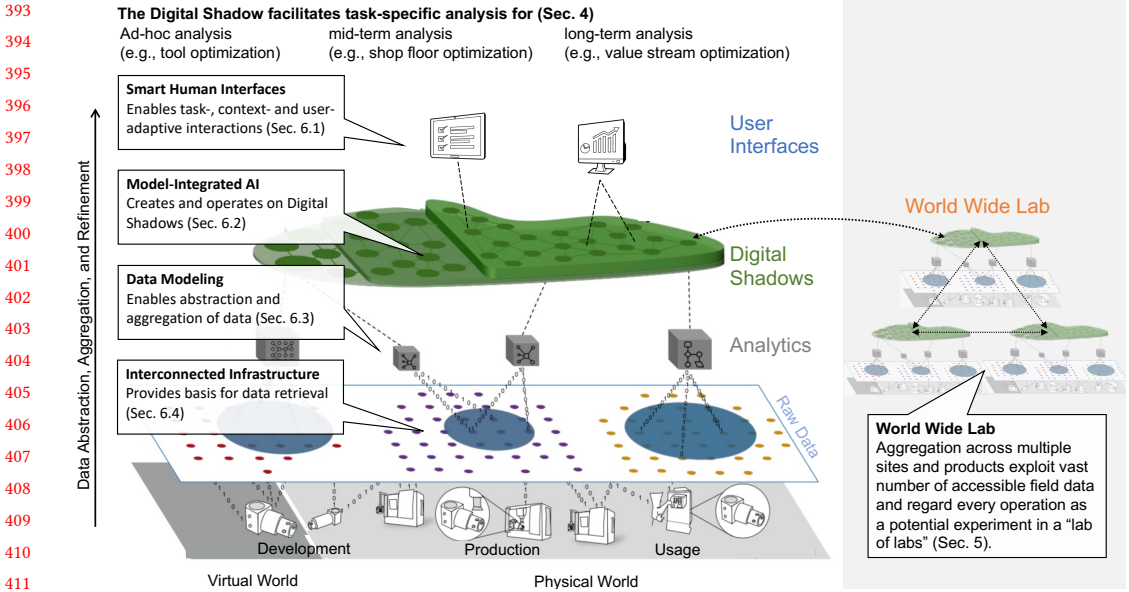 393
394
395
396
397
398
399
400
401
402
403
404
405
406
407
408
409
410
411
The Digital Shadow facilitates task-specific analysis for (Sec. 4)
Ad-hoc analysis
(e.g., tool optimization)
mid-term analysis
(e.g., shop floor optimization)
long-term analysis
(e.g., value stream optimization)
Data Abstraction, Aggregation, and Refinement
Smart Human Interfaces
Enables task-, context- and user-
adaptive interactions (Sec. 6.1)
User
Interfaces
Model-Integrated AI
Creates and operates on Digital
Shadows (Sec. 6.2)
Digital
Shadows
Data Modeling
Enables abstraction and
aggregation of data (Sec. 6.3)
Analytics
Interconnected Infrastructure
Provides basis for data retrieval
(Sec. 6.4)
Raw Data
Development
Production
Usage
Virtual World
Physical World
World Wide Lab
World Wide Lab
Aggregation across multiple
sites and products exploit vast
number of accessible field data
and regard every operation as
a potential experiment in a “lab
of labs” (Sec. 5).